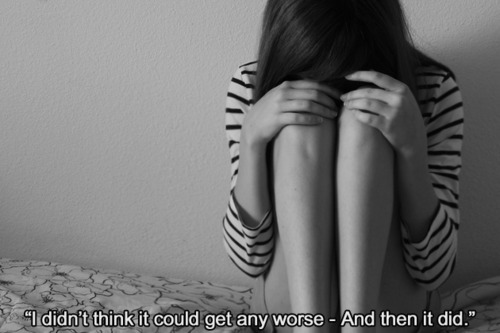 “I didn't think it could get any worse - And then it did.”